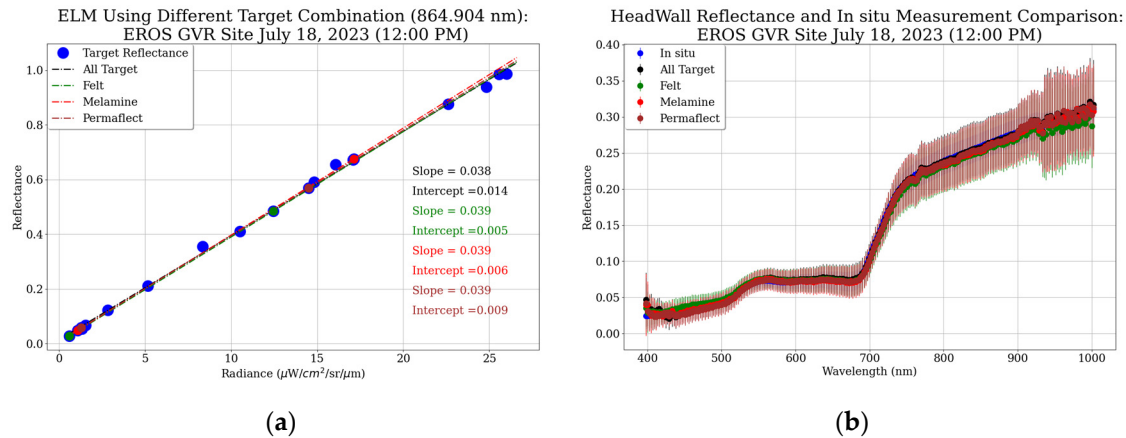 ELM Using Different Target Combination (864.904 nm):
EROS GVR Site July 18, 2023 (12:00 PM)
Target Reflectance
All Target
Felt
Melamine
Permaflect
Slope = 0.038
Intercept =0.014
Slope = 0.039
Intercept =0.005
Slope = 0.039
Intercept =0.006
Slope = 0.039
Intercept =0.009
Reflectance
1.0
0.8
0.6
0.4
0.2
0.0
0 5 10 15 20 25
Radiance (μW/cm²/sr/μm)
(a)
HeadWall Reflectance and In situ Measurement Comparison:
EROS GVR Site July 18, 2023 (12:00 PM)
In situ
All Target
Felt
Melamine
Permaflect
Reflectance
0.40
0.35
0.30
0.25
0.20
0.15
0.10
0.05
0.00
400 500 600 700 800 900 1000
Wavelength (nm)
(b)